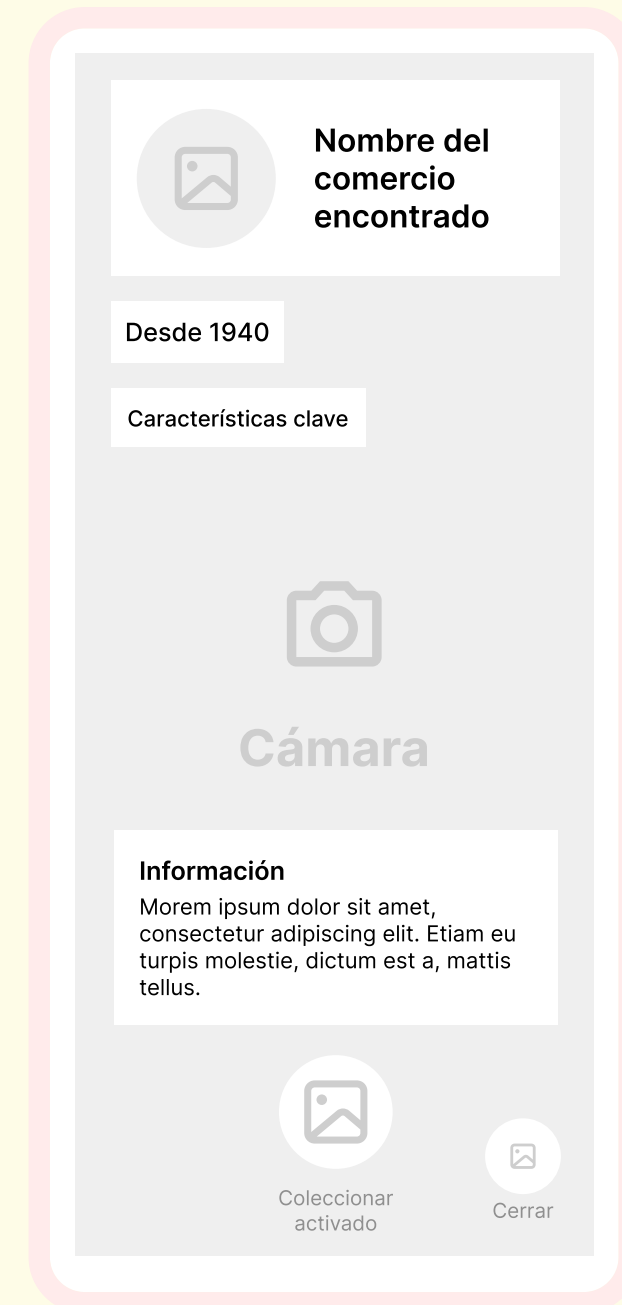 Nombre del
comercio
encontrado
Desde 1940
Características clave
Cámara
Información
Morem ipsum dolor sit amet,
consectetur adipiscing elit. Etiam eu
turpis molestie, dictum est a, mattis
tellus.
Coleccionar
activado
Cerrar